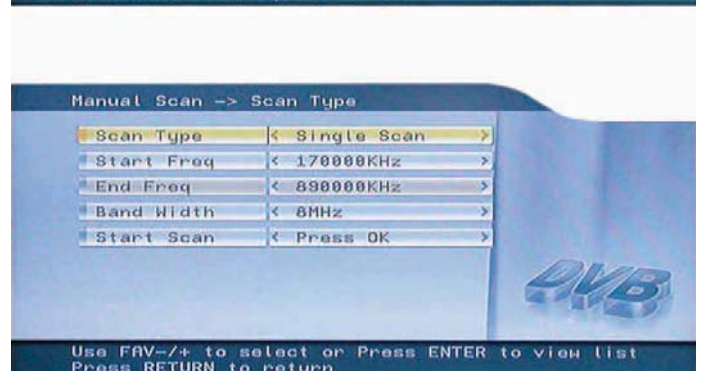 Manual Scan -> Scan Type
Scan Type < Single Scan >
Start Freq < 170000KHz >
End Freq < 890000KHz >
Band Width < 8MHz >
Start Scan < Press OK >
DVB
Use FAV-/+ to select or Press ENTER to view list
Press RETURN to return